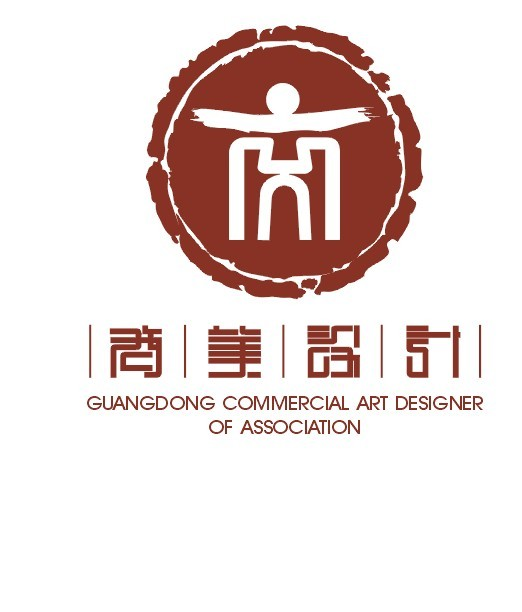 商美設計
GUANGDONG COMMERCIAL ART DESIGNER
OF ASSOCIATION